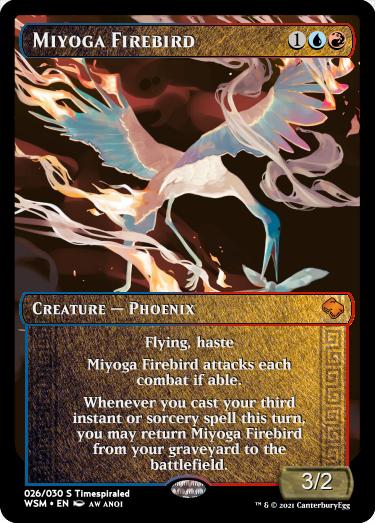 Miyoga Firebird 1
Creature — Phoenix
Flying, haste
Miyoga Firebird attacks each
combat if able.
Whenever you cast your third
instant or sorcery spell this turn,
you may return Miyoga Firebird
from your graveyard to the
battlefield.
3/2
026/030 S Timespiraled
WSM • EN AW ANOI
™ & © 2021 CanterburyEgg